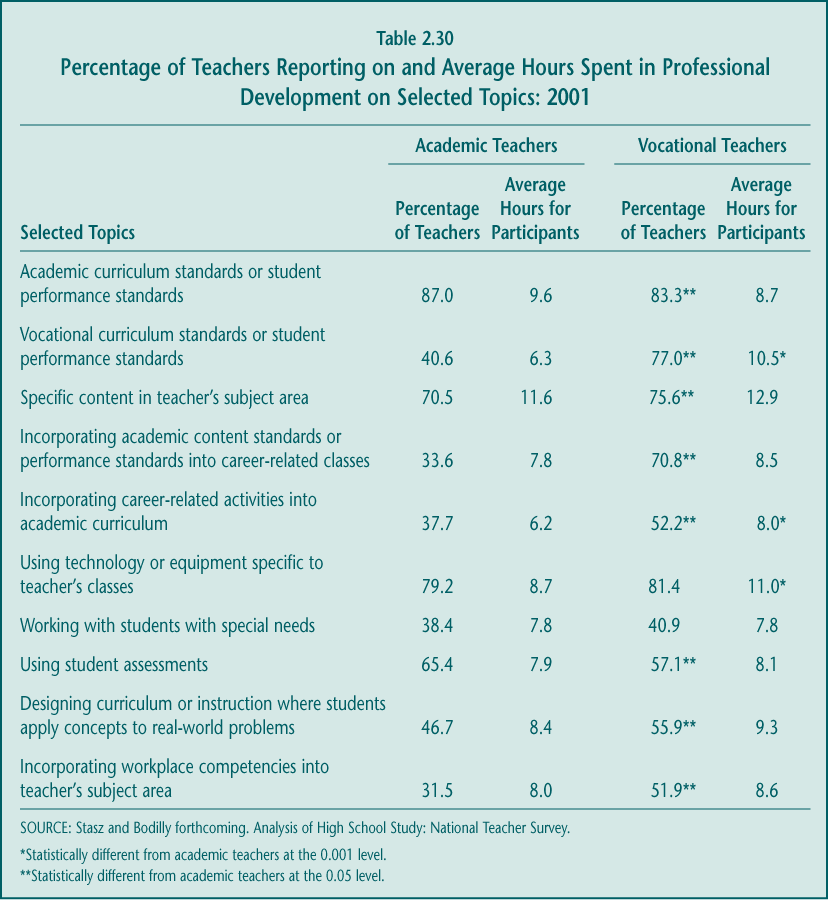 Table 2.30
Percentage of Teachers Reporting on and Average Hours Spent in Professional
Development on Selected Topics: 2001
Academic Teachers Vocational Teachers
Average Average
Percentage Hours for Percentage Hours for
Selected Topics of Teachers Participants of Teachers Participants
Academic curriculum standards or student
performance standards 87.0 9.6 83.3** 8.7
Vocational curriculum standards or student
performance standards 40.6 6.3 77.0** 10.5*
Specific content in teacher’s subject area 70.5 11.6 75.6** 12.9
Incorporating academic content standards or
performance standards into career-related classes 33.6 7.8 70.8** 8.5
Incorporating career-related activities into
academic curriculum 37.7 6.2 52.2** 8.0*
Using technology or equipment specific to
teacher’s classes 79.2 8.7 81.4 11.0*
Working with students with special needs 38.4 7.8 40.9 7.8
Using student assessments 65.4 7.9 57.1** 8.1
Designing curriculum or instruction where students
apply concepts to real-world problems 46.7 8.4 55.9** 9.3
Incorporating workplace competencies into
teacher’s subject area 31.5 8.0 51.9** 8.6
SOURCE: Stasz and Bodilly forthcoming. Analysis of High School Study: National Teacher Survey.
*Statistically different from academic teachers at the 0.001 level.
**Statistically different from academic teachers at the 0.05 level.